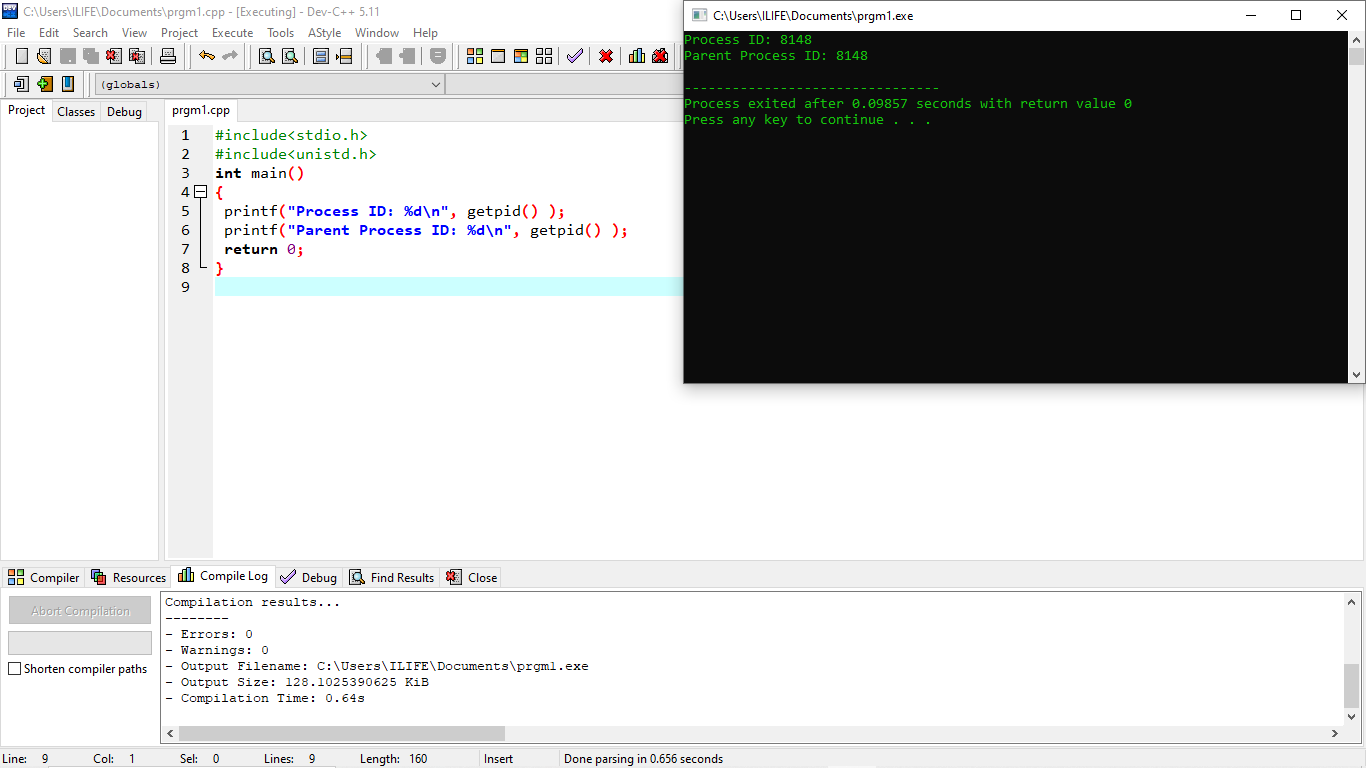 C:\Users\ILIFE\Documents\prgm1.cpp - [Executing] - Dev-C++ 5.11
File Edit Search View Project Execute Tools AStyle Window Help
(globals)
Project Classes Debug
prgm1.cpp
1 #include<stdio.h>
2 #include<unistd.h>
3 int main()
4 {
5 printf("Process ID: %d\n", getpid() );
6 printf("Parent Process ID: %d\n", getpid() );
7 return 0;
8 }
9
C:\Users\ILIFE\Documents\prgm1.exe
Process ID: 8148
Parent Process ID: 8148
--------------------------------
Process exited after 0.09857 seconds with return value 0
Press any key to continue . . .
Compiler Resources Compile Log Debug Find Results Close
Abort Compilation
Shorten compiler paths
Compilation results...
--------
- Errors: 0
- Warnings: 0
- Output Filename: C:\Users\ILIFE\Documents\prgm1.exe
- Output Size: 128.1025390625 KiB
- Compilation Time: 0.64s
Line: 9 Col: 1 Sel: 0 Lines: 9 Length: 160 Insert Done parsing in 0.656 seconds